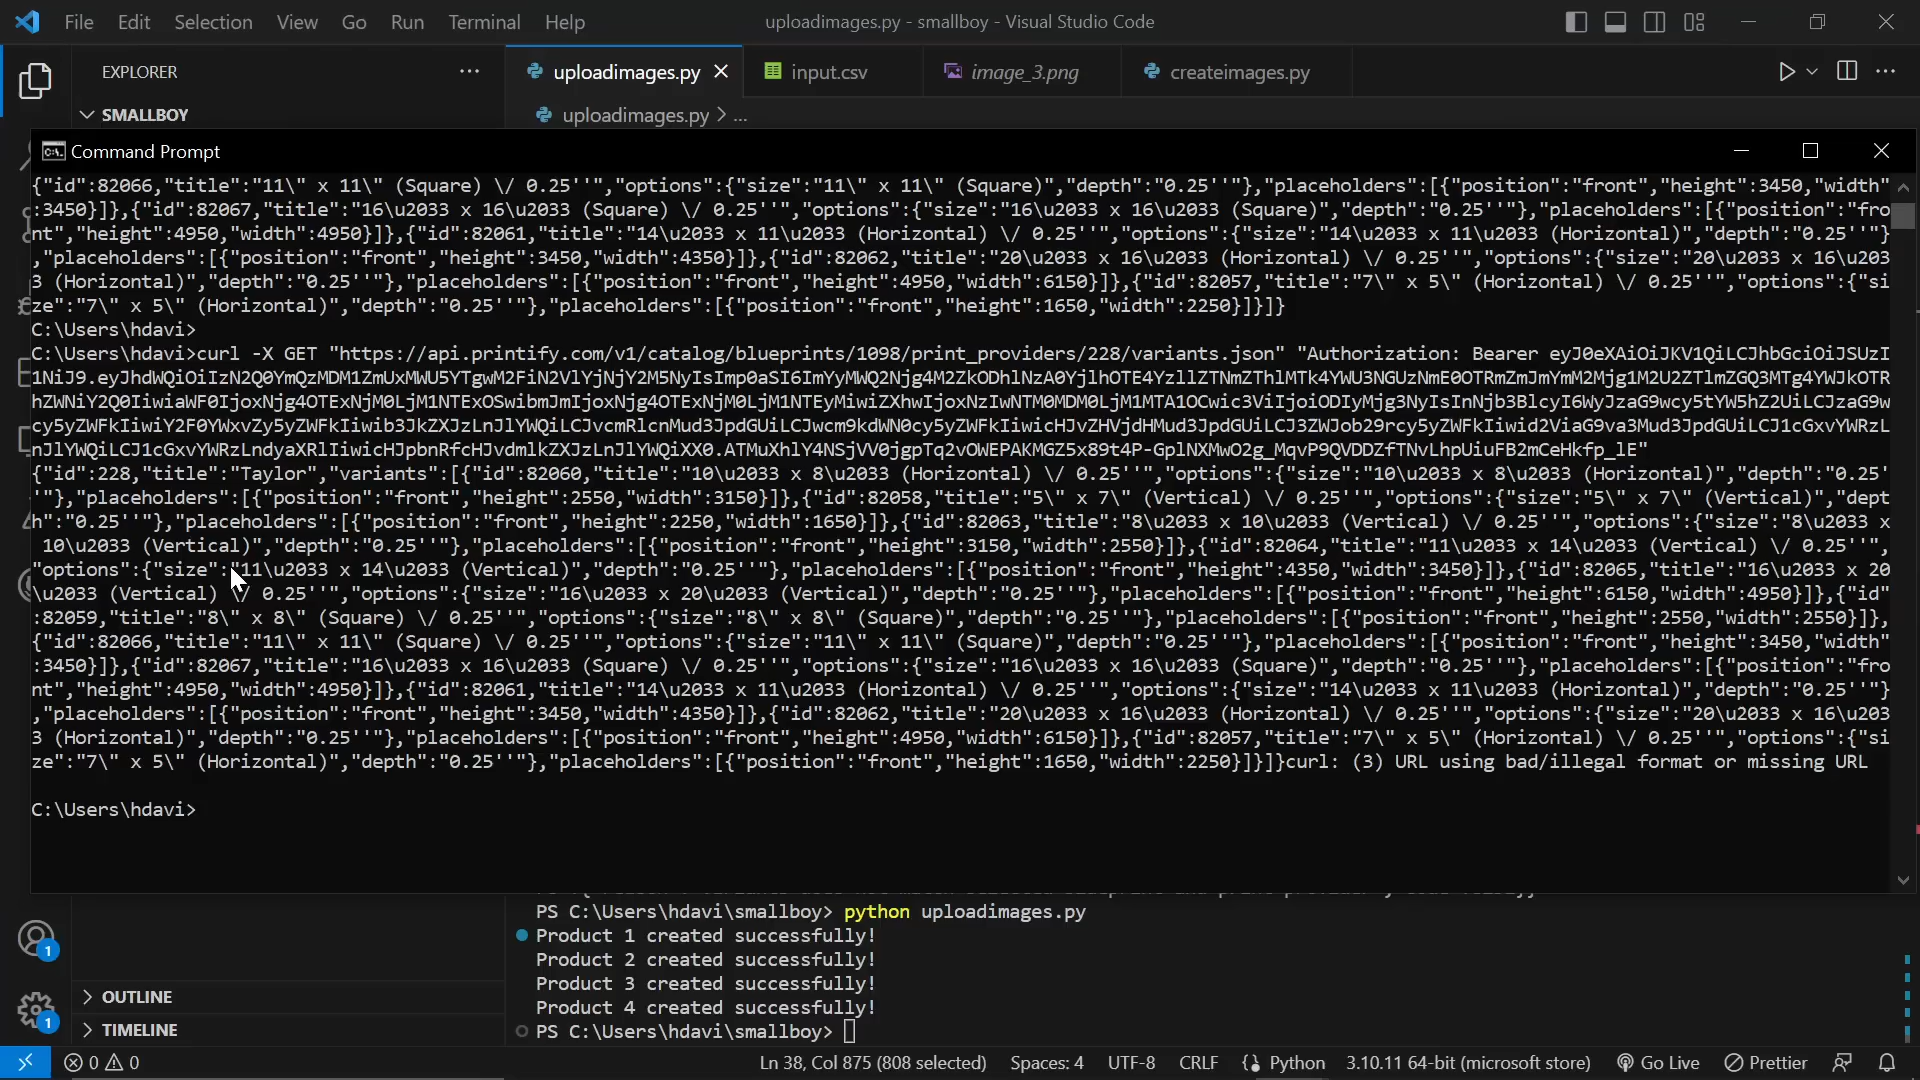 File Edit Selection View Go Run Terminal Help
uploadimages.py - smallboy - Visual Studio Code
EXPLORER
uploadimages.py
input.csv
image_3.png
createimages.py
SMALLBOY
uploadimages.py > ...
Command Prompt
{"id":82066,"title":"11\" x 11\" (Square) \/ 0.25''","options":{"size":"11\" x 11\" (Square)","depth":"0.25''"},"placeholders":[{"position":"front","height":3450,"width"
:3450}]},{"id":82067,"title":"16\u2033 x 16\u2033 (Square) \/ 0.25''","options":{"size":"16\u2033 x 16\u2033 (Square)","depth":"0.25''"},"placeholders":[{"position":"fro
nt","height":4950,"width":4950}]},{"id":82061,"title":"14\u2033 x 11\u2033 (Horizontal) \/ 0.25''","options":{"size":"14\u2033 x 11\u2033 (Horizontal)","depth":"0.25''"}
,"placeholders":[{"position":"front","height":3450,"width":4350}]},{"id":82062,"title":"20\u2033 x 16\u2033 (Horizontal) \/ 0.25''","options":{"size":"20\u2033 x 16\u203
3 (Horizontal)","depth":"0.25''"},"placeholders":[{"position":"front","height":4950,"width":6150}]},{"id":82057,"title":"7\" x 5\" (Horizontal) \/ 0.25''","options":{"si
ze":"7\" x 5\" (Horizontal)","depth":"0.25''"},"placeholders":[{"position":"front","height":1650,"width":2250}]}]}
C:\Users\hdavi>
C:\Users\hdavi>curl -X GET "https://api.printify.com/v1/catalog/blueprints/1098/print_providers/228/variants.json" "Authorization: Bearer
{"id":228,"title":"Taylor","variants":[{"id":82060,"title":"10\u2033 x 8\u2033 (Horizontal) \/ 0.25''","options":{"size":"10\u2033 x 8\u2033 (Horizontal)","depth":"0.25'
'"},"placeholders":[{"position":"front","height":2550,"width":3150}]},{"id":82058,"title":"5\" x 7\" (Vertical) \/ 0.25''","options":{"size":"5\" x 7\" (Vertical)","dept
h":"0.25''"},"placeholders":[{"position":"front","height":2250,"width":1650}]},{"id":82063,"title":"8\u2033 x 10\u2033 (Vertical) \/ 0.25''","options":{"size":"8\u2033 x
10\u2033 (Vertical)","depth":"0.25''"},"placeholders":[{"position":"front","height":3150,"width":2550}]},{"id":82064,"title":"11\u2033 x 14\u2033 (Vertical) \/ 0.25''",
"options":{"size":"11\u2033 x 14\u2033 (Vertical)","depth":"0.25''"},"placeholders":[{"position":"front","height":4350,"width":3450}]},{"id":82065,"title":"16\u2033 x 20
\u2033 (Vertical) \/ 0.25''","options":{"size":"16\u2033 x 20\u2033 (Vertical)","depth":"0.25''"},"placeholders":[{"position":"front","height":6150,"width":4950}]},{"id"
:82059,"title":"8\" x 8\" (Square) \/ 0.25''","options":{"size":"8\" x 8\" (Square)","depth":"0.25''"},"placeholders":[{"position":"front","height":2550,"width":2550}]},
{"id":82066,"title":"11\" x 11\" (Square) \/ 0.25''","options":{"size":"11\" x 11\" (Square)","depth":"0.25''"},"placeholders":[{"position":"front","height":3450,"width"
:3450}]},{"id":82067,"title":"16\u2033 x 16\u2033 (Square) \/ 0.25''","options":{"size":"16\u2033 x 16\u2033 (Square)","depth":"0.25''"},"placeholders":[{"position":"fro
nt","height":4950,"width":4950}]},{"id":82061,"title":"14\u2033 x 11\u2033 (Horizontal) \/ 0.25''","options":{"size":"14\u2033 x 11\u2033 (Horizontal)","depth":"0.25''"}
,"placeholders":[{"position":"front","height":3450,"width":4350}]},{"id":82062,"title":"20\u2033 x 16\u2033 (Horizontal) \/ 0.25''","options":{"size":"20\u2033 x 16\u203
3 (Horizontal)","depth":"0.25''"},"placeholders":[{"position":"front","height":4950,"width":6150}]},{"id":82057,"title":"7\" x 5\" (Horizontal) \/ 0.25''","options":{"si
ze":"7\" x 5\" (Horizontal)","depth":"0.25''"},"placeholders":[{"position":"front","height":1650,"width":2250}]}]}curl: (3) URL using bad/illegal format or missing URL
C:\Users\hdavi>
PS C:\Users\hdavi\smallboy> python uploadimages.py
Product 1 created successfully!
Product 2 created successfully!
Product 3 created successfully!
Product 4 created successfully!
PS C:\Users\hdavi\smallboy>
1
OUTLINE
1
TIMELINE
0 0
Ln 38, Col 875 (808 selected) Spaces: 4 UTF-8 CRLF Python 3.10.11 64-bit (microsoft store) Go Live Prettier